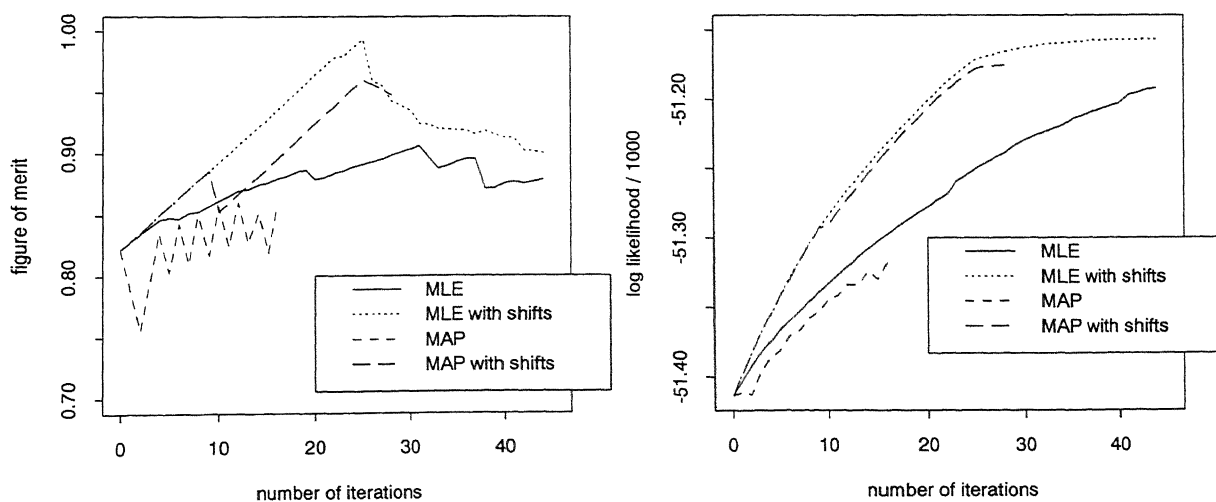 figure of merit
1.00
0.90
0.80
0.70
0 10 20 30 40
number of iterations
MLE
MLE with shifts
MAP
MAP with shifts
log likelihood / 1000
-51.20
-51.30
-51.40
0 10 20 30 40
number of iterations
MLE
MLE with shifts
MAP
MAP with shifts